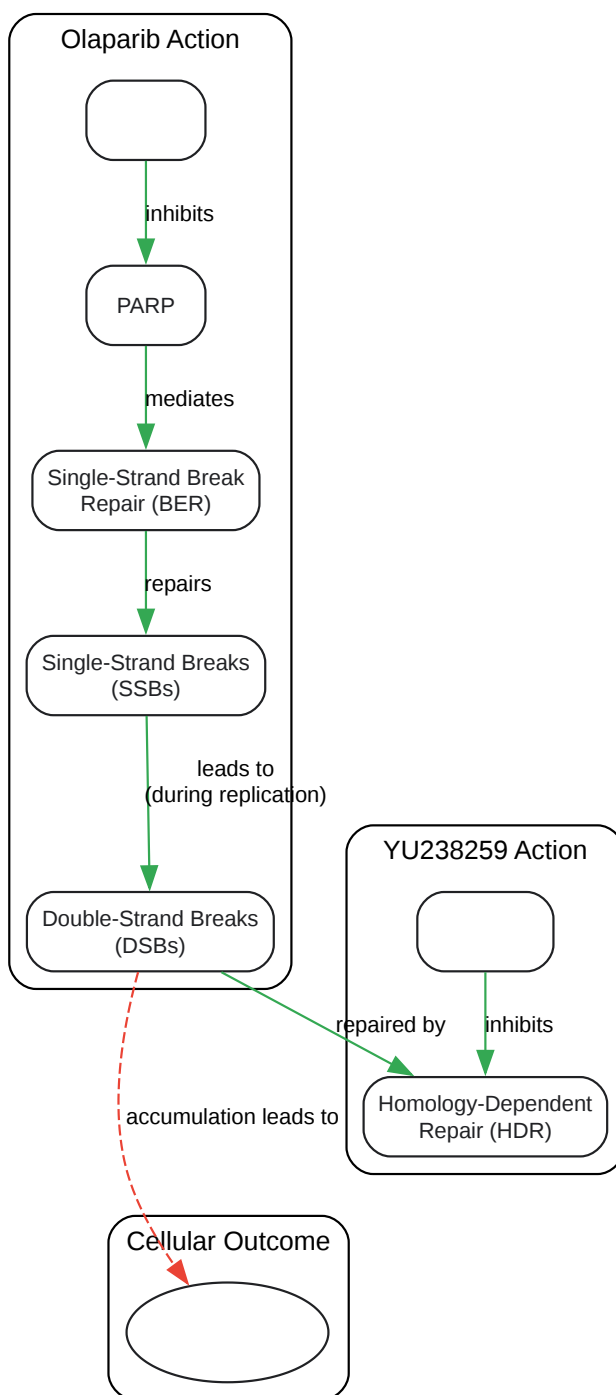 Olaparib Action
inhibits
PARP
mediates
Single-Strand Break
Repair (BER)
repairs
Single-Strand Breaks
(SSBs)
leads to
(during replication)
YU238259 Action
Double-Strand Breaks
(DSBs)
repaired by
inhibits
Homology-Dependent
Repair (HDR)
accumulation leads to
Cellular Outcome